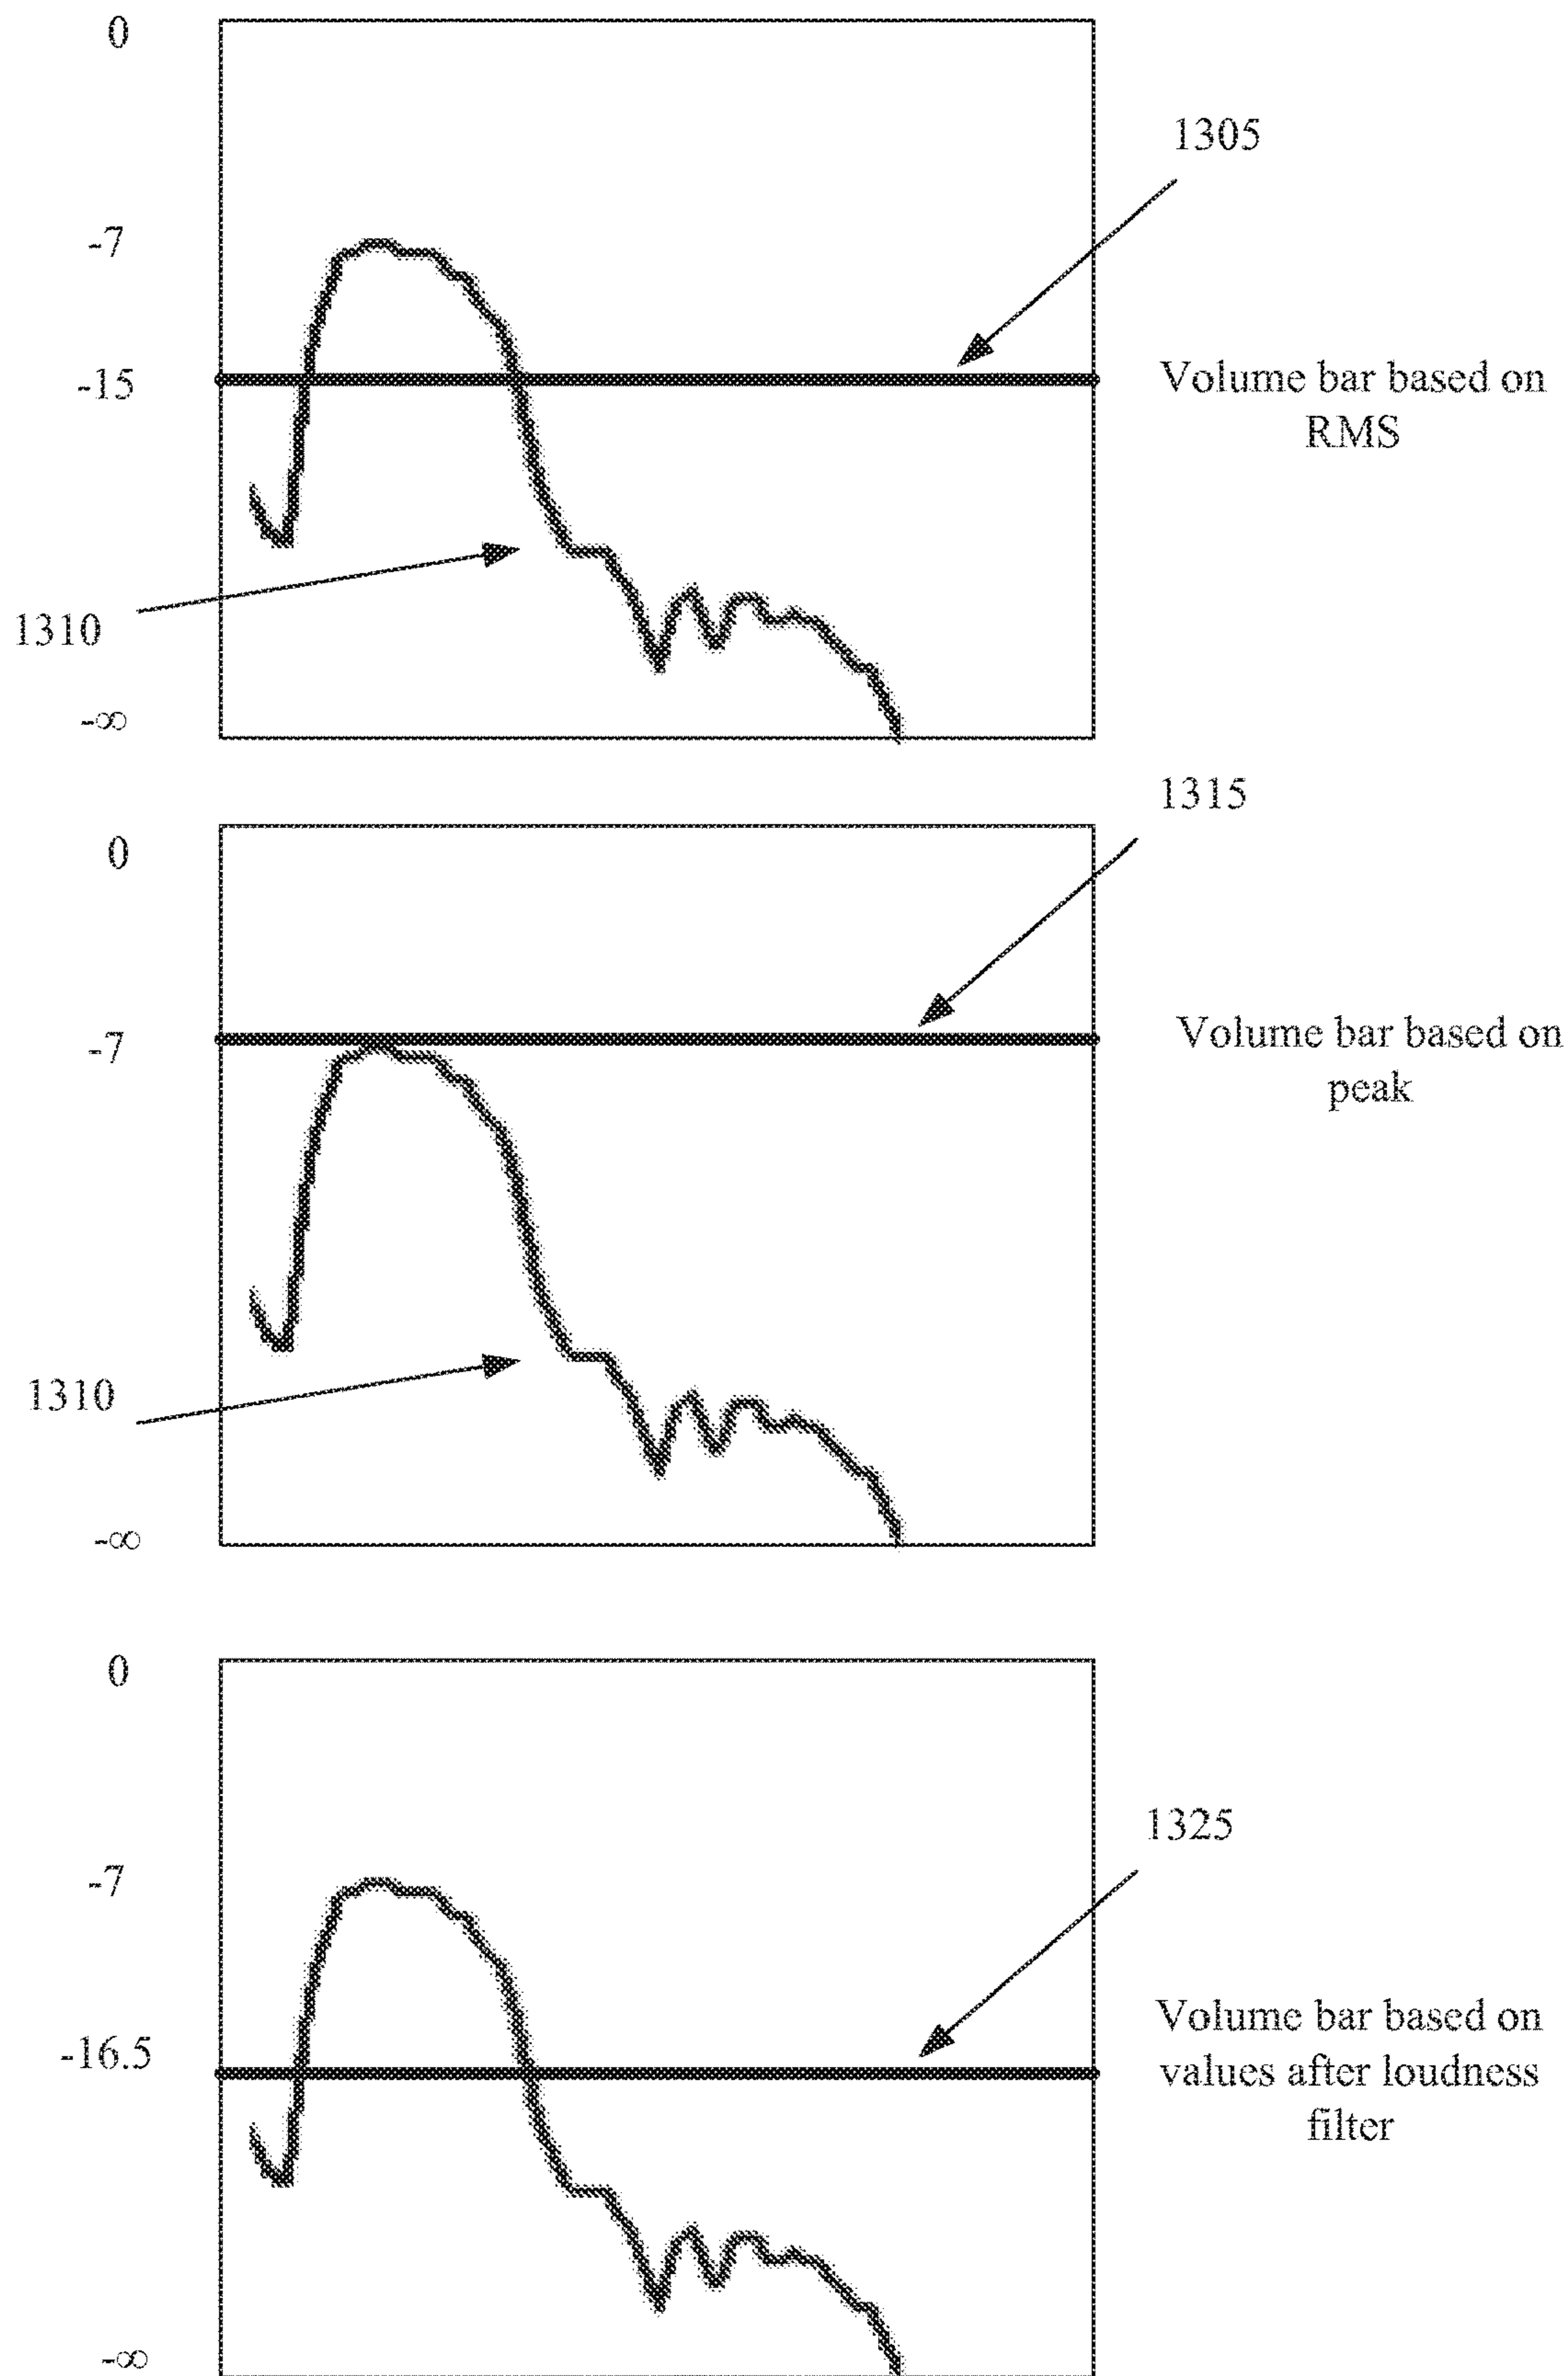 0
1305
-7
-15
Volume bar based on
RMS
1310
-∞
1315
0
-7
Volume bar based on
peak
1310
-∞
0
1325
-7
-16.5
Volume bar based on
values after loudness
filter
-∞